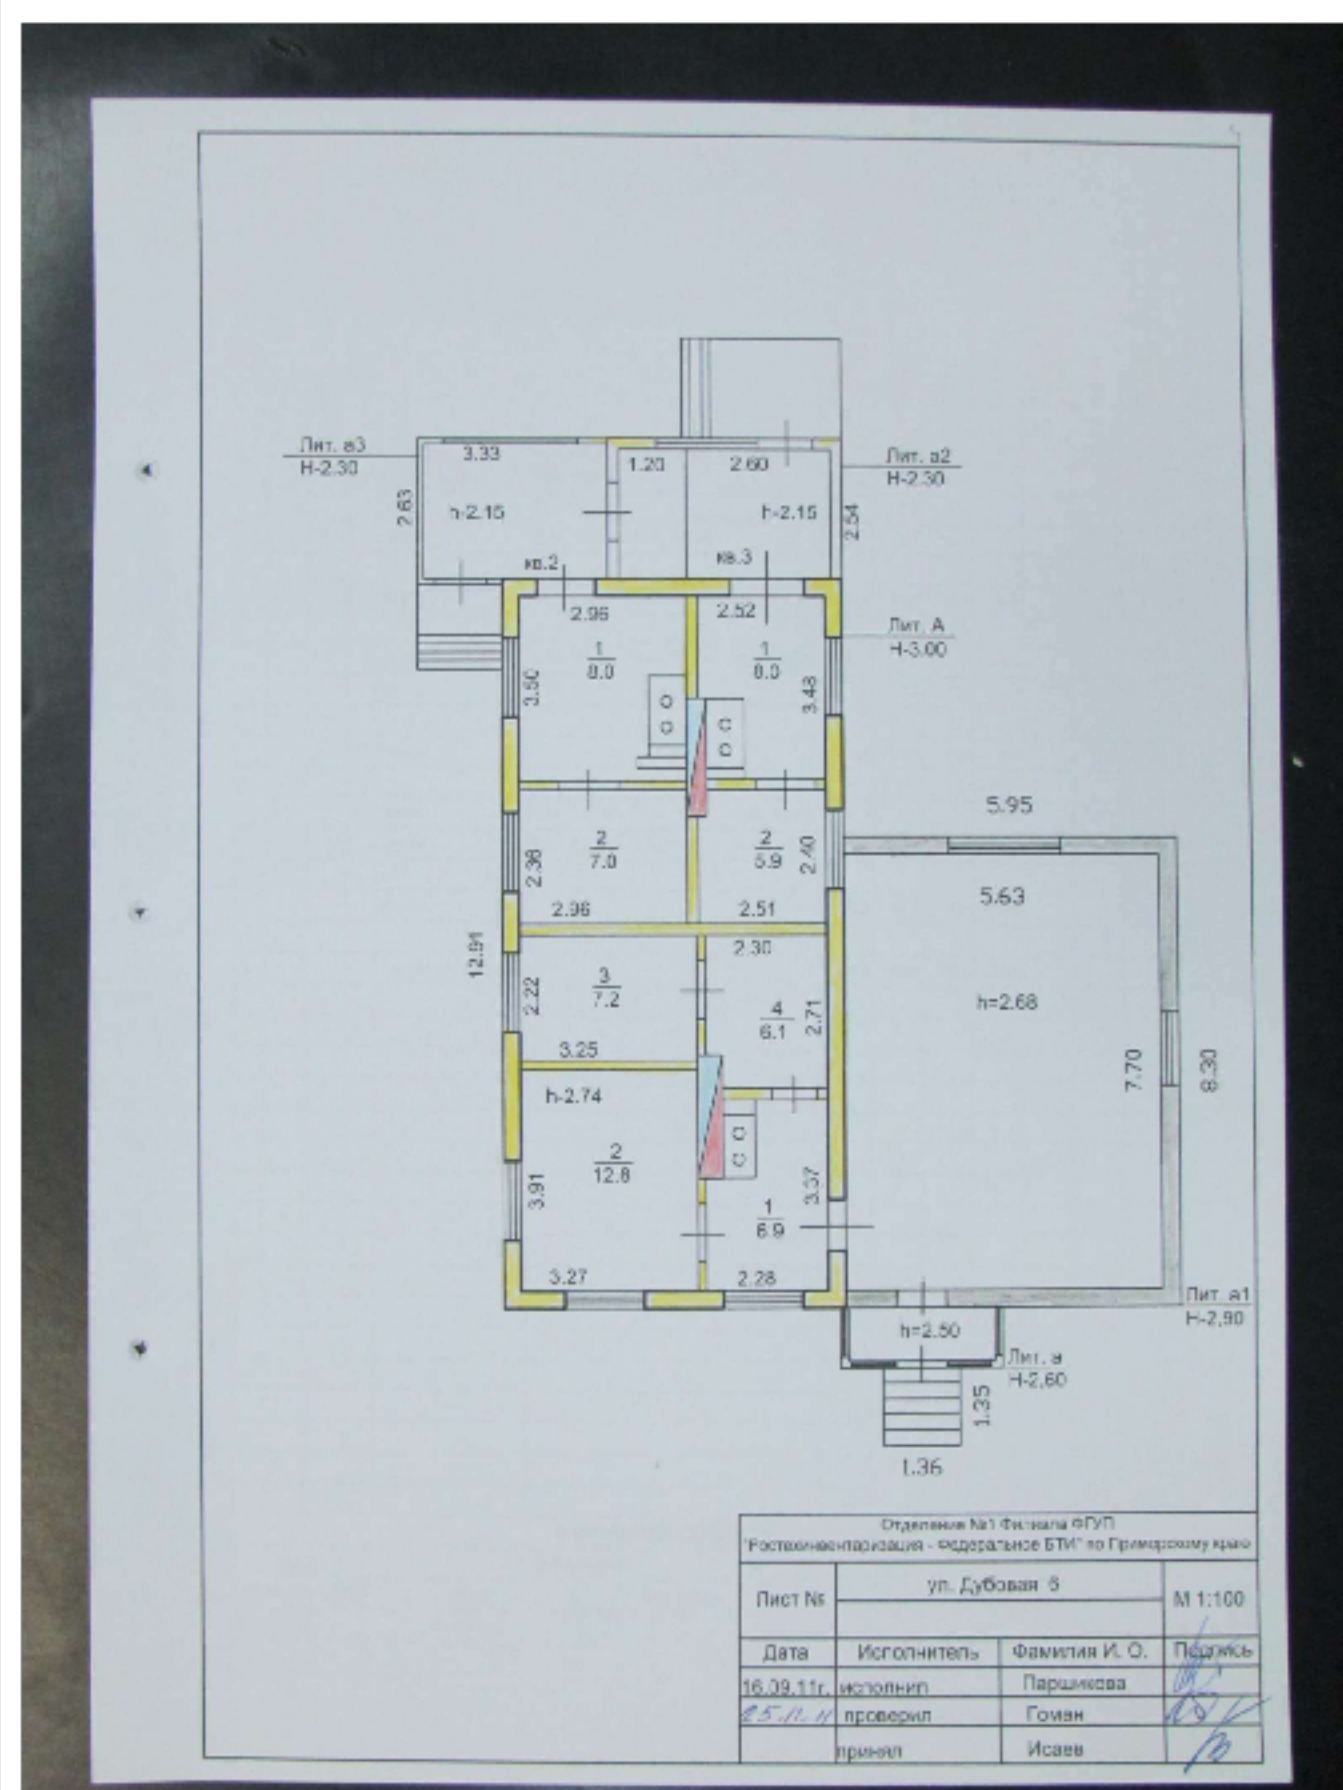 Лит. а3
Н-2.30
3.33
1.20
2.60
Лит. а2
Н-2.30
2.63
h-2.15
h-2.15
2.54
кв.2
кв.3
2.96
2.52
Лит. А
Н-3.00
1
8.0
1
8.0
3.50
3.48
5.95
2
7.0
2
5.9
2.36
2.40
2.96
2.51
5.63
12.91
2.30
3
7.2
2.22
4
6.1
2.71
h=2.68
3.25
7.70
8.30
h-2.74
2
12.8
3.91
3.37
1
6.9
3.27
2.28
Лит. а1
Н-2,90
h=2.50
Лит. а
Н-2,60
1.35
1.36
Отделение №1 Филиала ФГУП
"Ростехинвентаризация - Федеральное БТИ" по Приморскому краю
Лист №
ул. Дубовая 6
М 1:100
Дата Исполнитель Фамилия И. О. Подпись
16.09.11г. исполнил Паршикова
25.11.11 проверил Гоман
принял Исаев